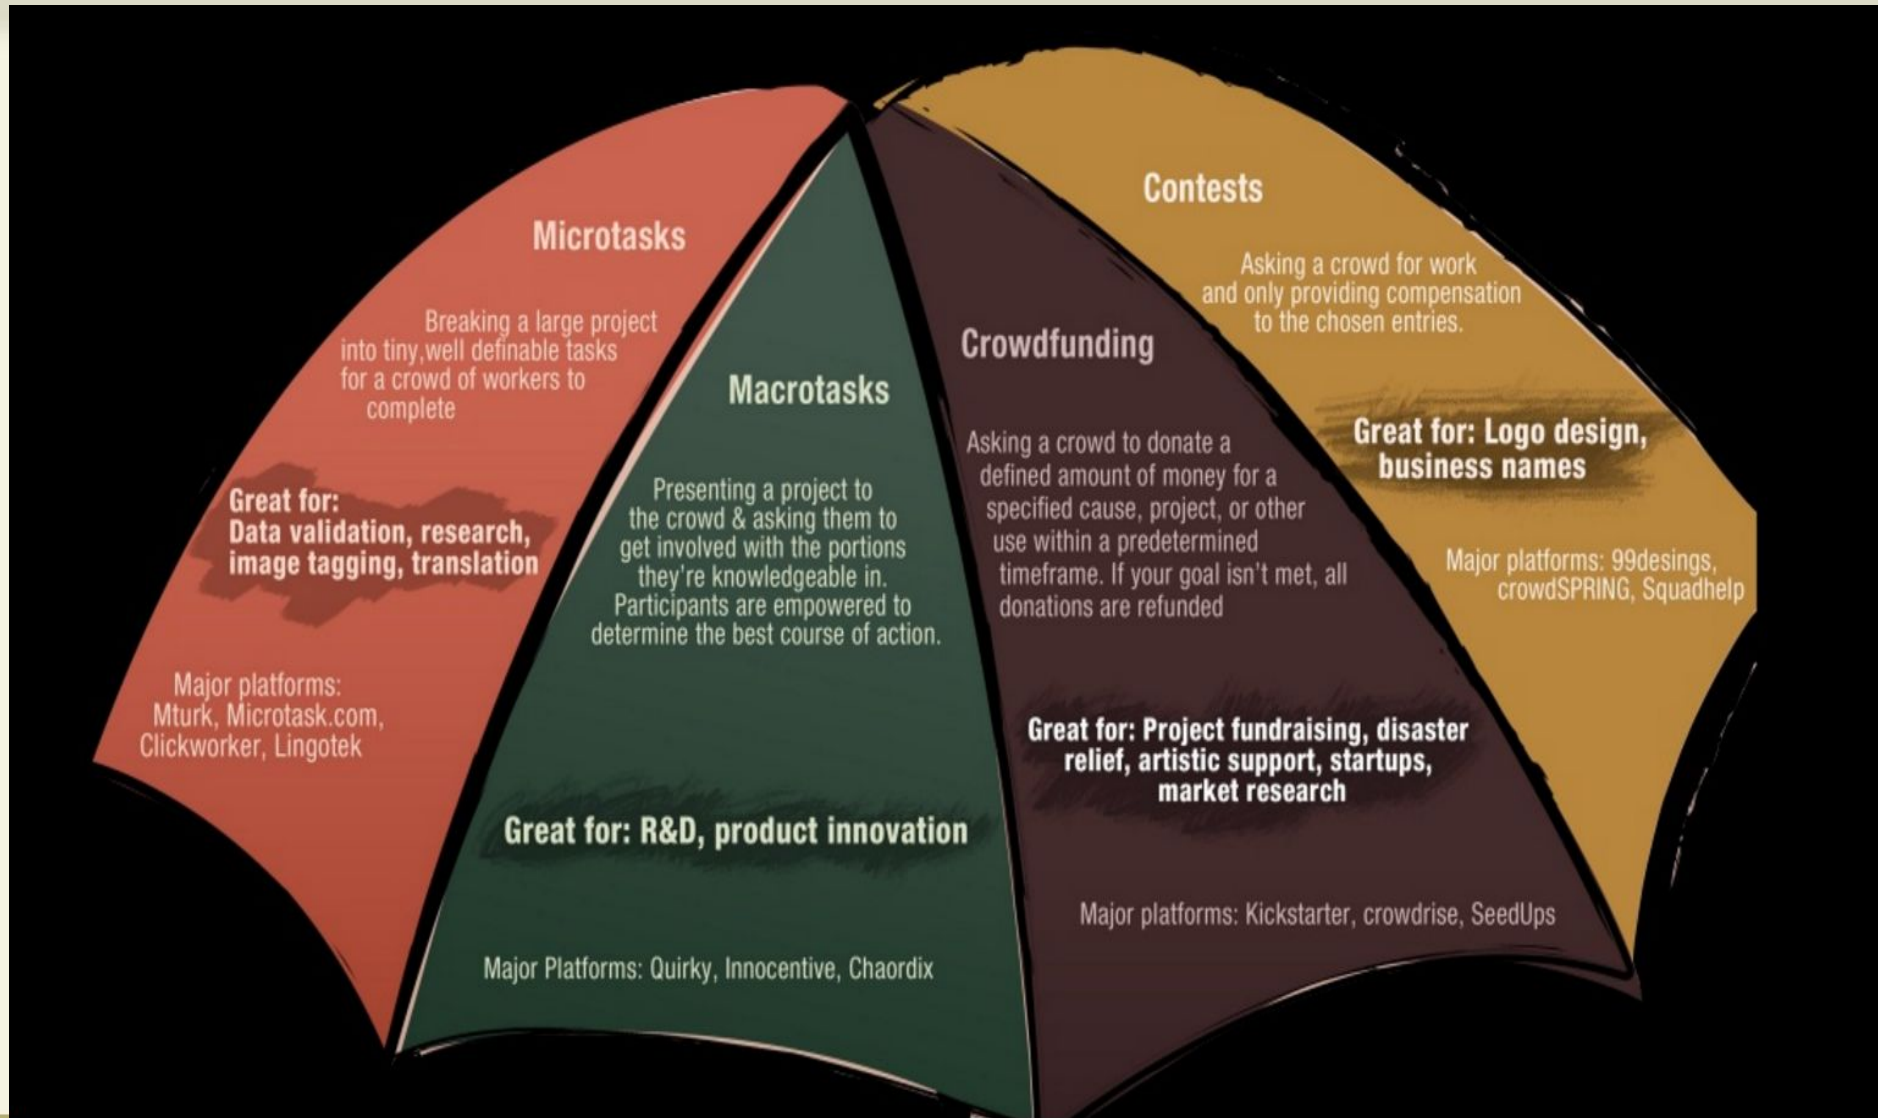 Microtasks
Breaking a large project
into tiny,well definable tasks
for a crowd of workers to
complete
Great for:
Data validation, research,
image tagging, translation
Major platforms:
Mturk, Microtask.com,
Clickworker, Lingotek
Macrotasks
Presenting a project to
the crowd & asking them to
get involved with the portions
they're knowledgeable in.
Participants are empowered to
determine the best course of action.
Great for: R&D, product innovation
Major Platforms: Quirky, Innocentive, Chaordix
Crowdfunding
Asking a crowd to donate a
defined amount of money for a
specified cause, project, or other
use within a predetermined
timeframe. If your goal isn't met, all
donations are refunded
Great for: Project fundraising, disaster
relief, artistic support, startups,
market research
Major platforms: Kickstarter, crowdrise, SeedUps
Contests
Asking a crowd for work
and only providing compensation
to the chosen entries.
Great for: Logo design,
business names
Major platforms: 99desings,
crowdSPRING, Squadhelp